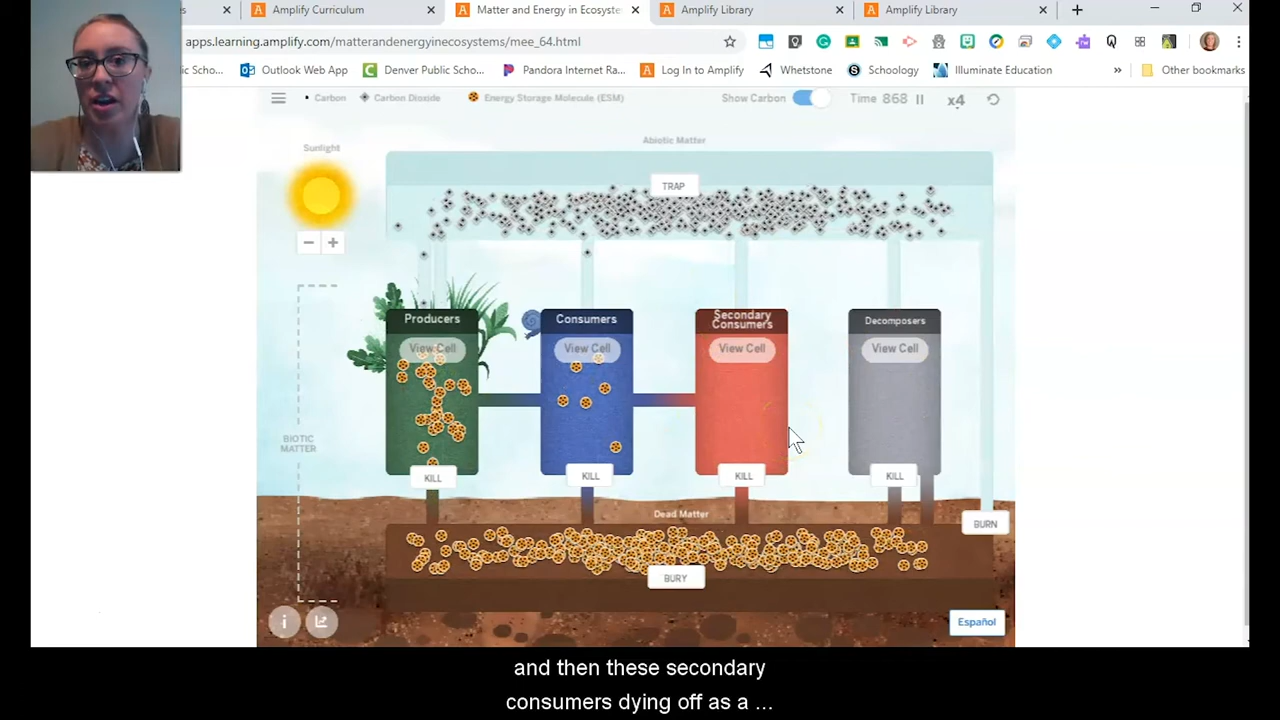 s
Amplify Curriculum
Matter and Energy in Ecosyste
Amplify Library
Amplify Library
apps.learning.amplify.com/matterandenergyinecosystems/mee_64.html
ic Scho...
Outlook Web App
Denver Public Scho...
Pandora Internet Ra...
Log In to Amplify
Whetstone
Schoology
Illuminate Education
»
Other bookmarks
Carbon
Carbon Dioxide
Energy Storage Molecule (ESM)
Show Carbon
Time 868
x4
Abiotic Matter
Sunlight
TRAP
Producers
Consumers
Secondary
Consumers
Decomposers
View Cell
View Cell
View Cell
View Cell
BIOTIC
MATTER
KILL
KILL
KILL
KILL
Dead Matter
BURN
BURY
Español
and then these secondary
consumers dying off as a ...